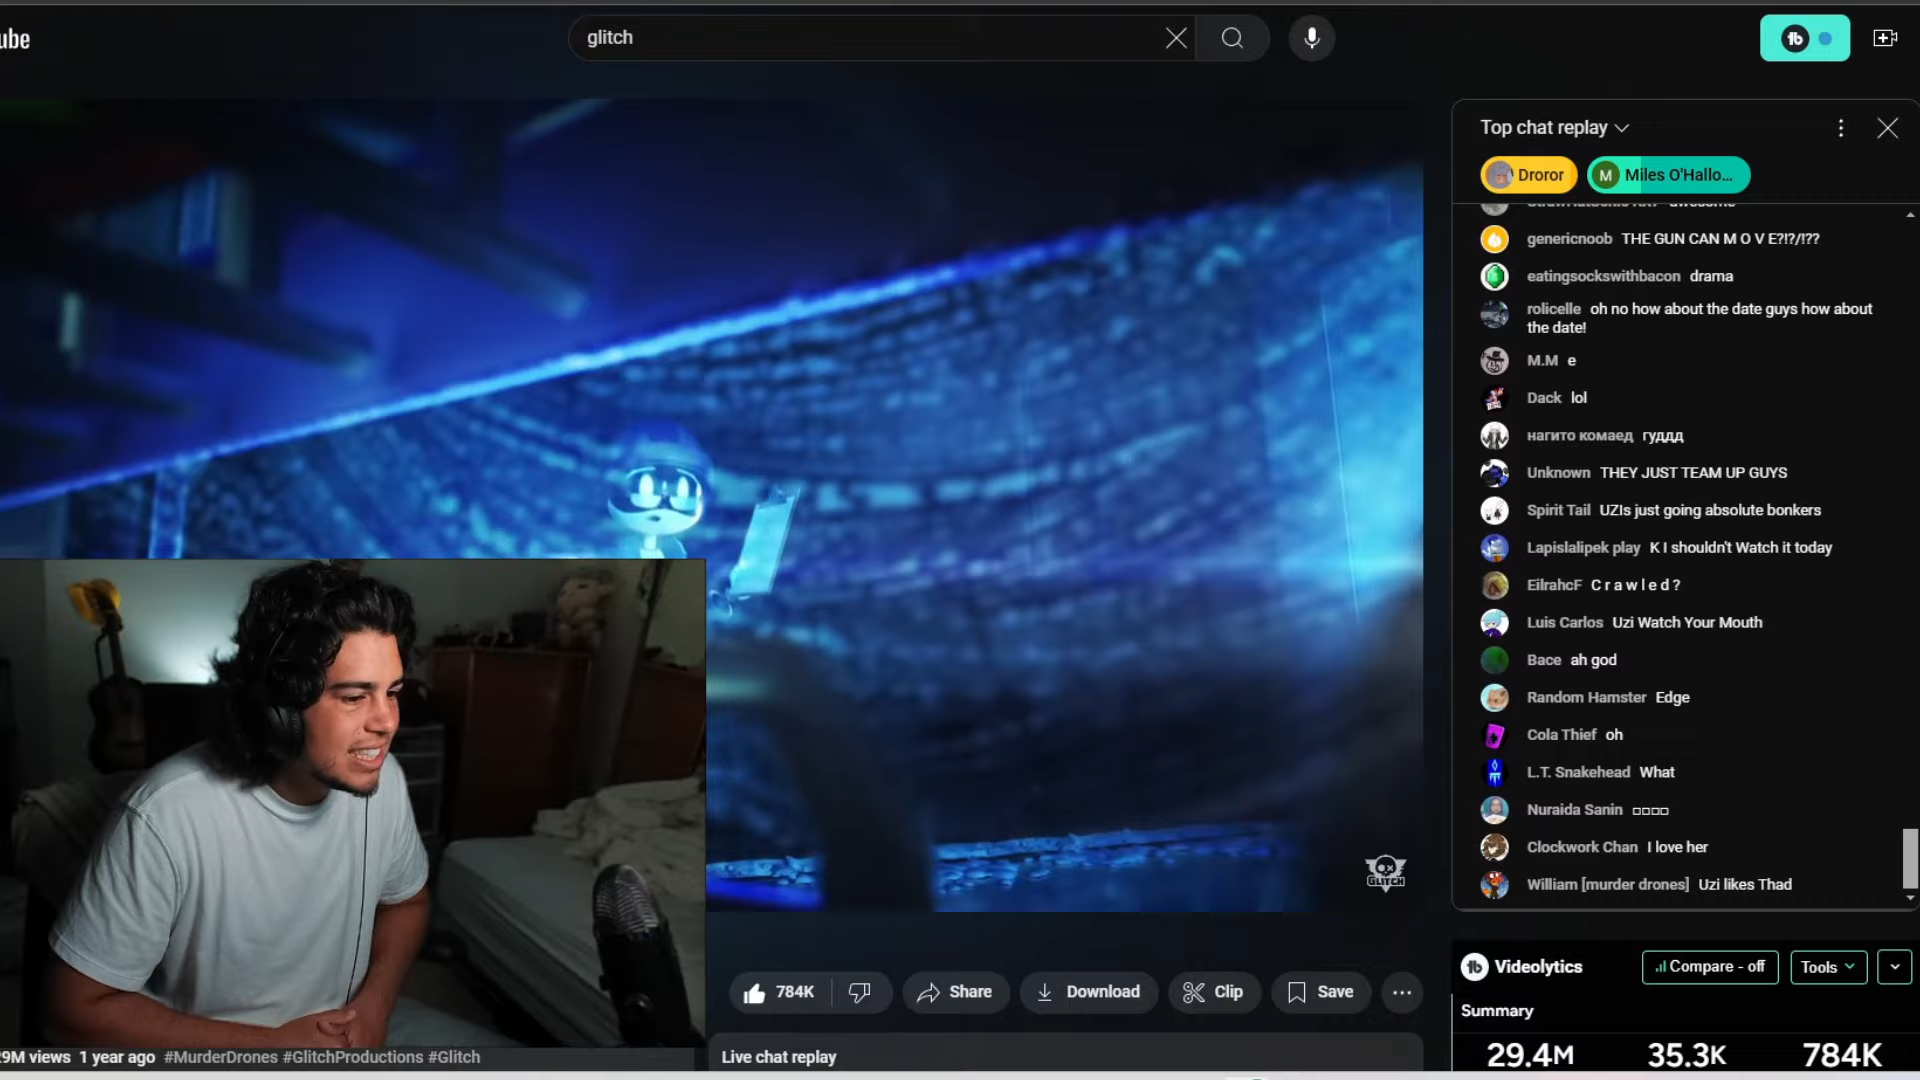 ube
glitch
Top chat replay
Droror
M Miles O'Hallo...
awesome
genericnoob THE GUN CAN M O V E?!?/!??
eatingsockswithbacon drama
rolicelle oh no how about the date guys how about
the date!
M.M e
Dack lol
нагито комаед гуддд
Unknown THEY JUST TEAM UP GUYS
Spirit Tail UZIs just going absolute bonkers
Lapislalipek play K I shouldn't Watch it today
EilrahcF C r a w l e d ?
Luis Carlos Uzi Watch Your Mouth
Bace ah god
Random Hamster Edge
Cola Thief oh
L.T. Snakehead What
Nuraida Sanin □□□□
Clockwork Chan I love her
William [murder drones] Uzi likes Thad
GLITCH
Videolytics
Compare - off
Tools
784K
Share
Download
Clip
Save
Summary
29M views 1 year ago #MurderDrones #GlitchProductions #Glitch
Live chat replay
29.4M
35.3K
784K